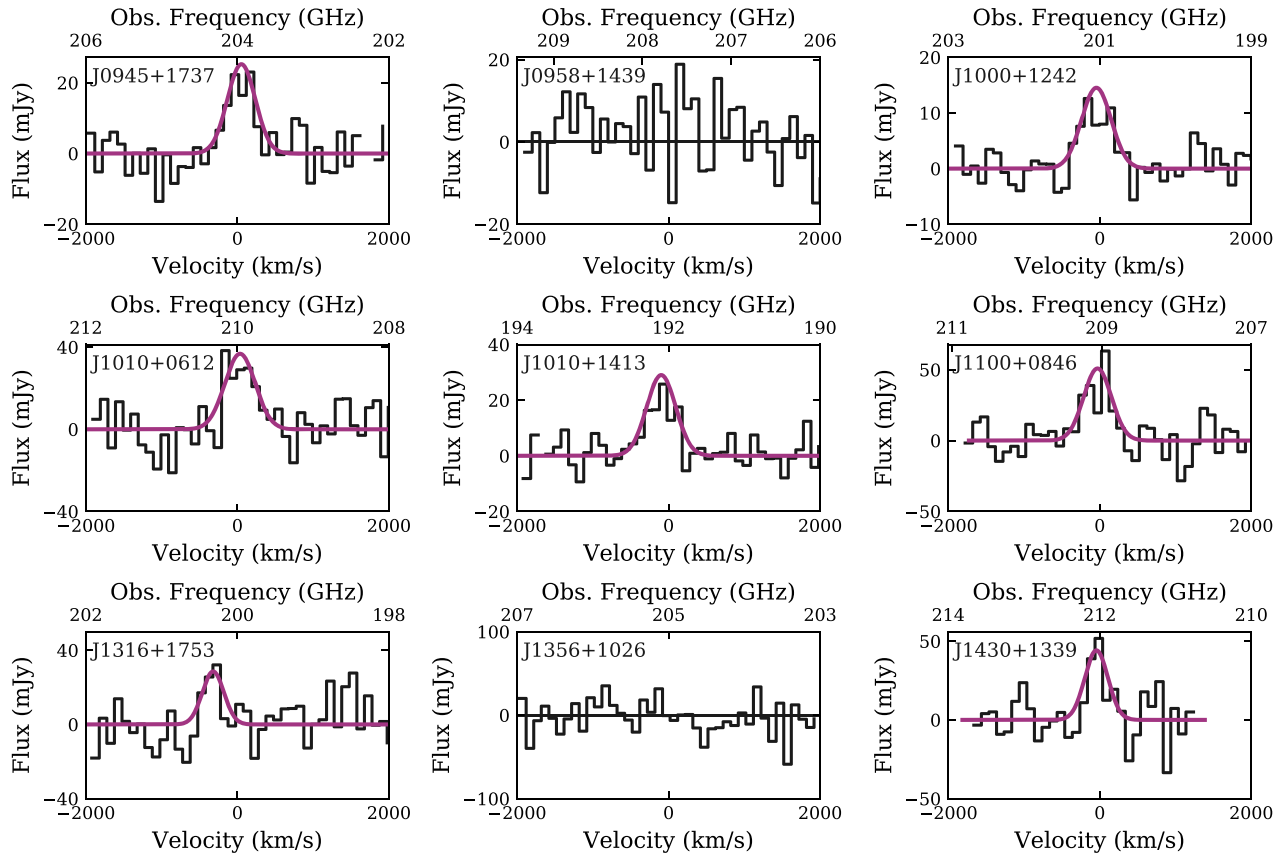 Obs. Frequency (GHz) Obs. Frequency (GHz) Obs. Frequency (GHz)
206 204 202 209 208 207 206 203 201 199
J0945+1737 J0958+1439 J1000+1242
Flux (mJy) 20 0 −20 Flux (mJy) 20 0 −20 Flux (mJy) 20 10 0 −10
−2000 0 2000 −2000 0 2000 −2000 0 2000
Velocity (km/s) Velocity (km/s) Velocity (km/s)
Obs. Frequency (GHz) Obs. Frequency (GHz) Obs. Frequency (GHz)
212 210 208 194 192 190 211 209 207
J1010+0612 J1010+1413 J1100+0846
Flux (mJy) 40 0 −40 Flux (mJy) 40 20 0 −20 Flux (mJy) 50 0 −50
−2000 0 2000 −2000 0 2000 −2000 0 2000
Velocity (km/s) Velocity (km/s) Velocity (km/s)
Obs. Frequency (GHz) Obs. Frequency (GHz) Obs. Frequency (GHz)
202 200 198 207 205 203 214 212 210
J1316+1753 J1356+1026 J1430+1339
Flux (mJy) 40 0 −40 Flux (mJy) 100 0 −100 Flux (mJy) 50 0 −50
−2000 0 2000 −2000 0 2000 −2000 0 2000
Velocity (km/s) Velocity (km/s) Velocity (km/s)